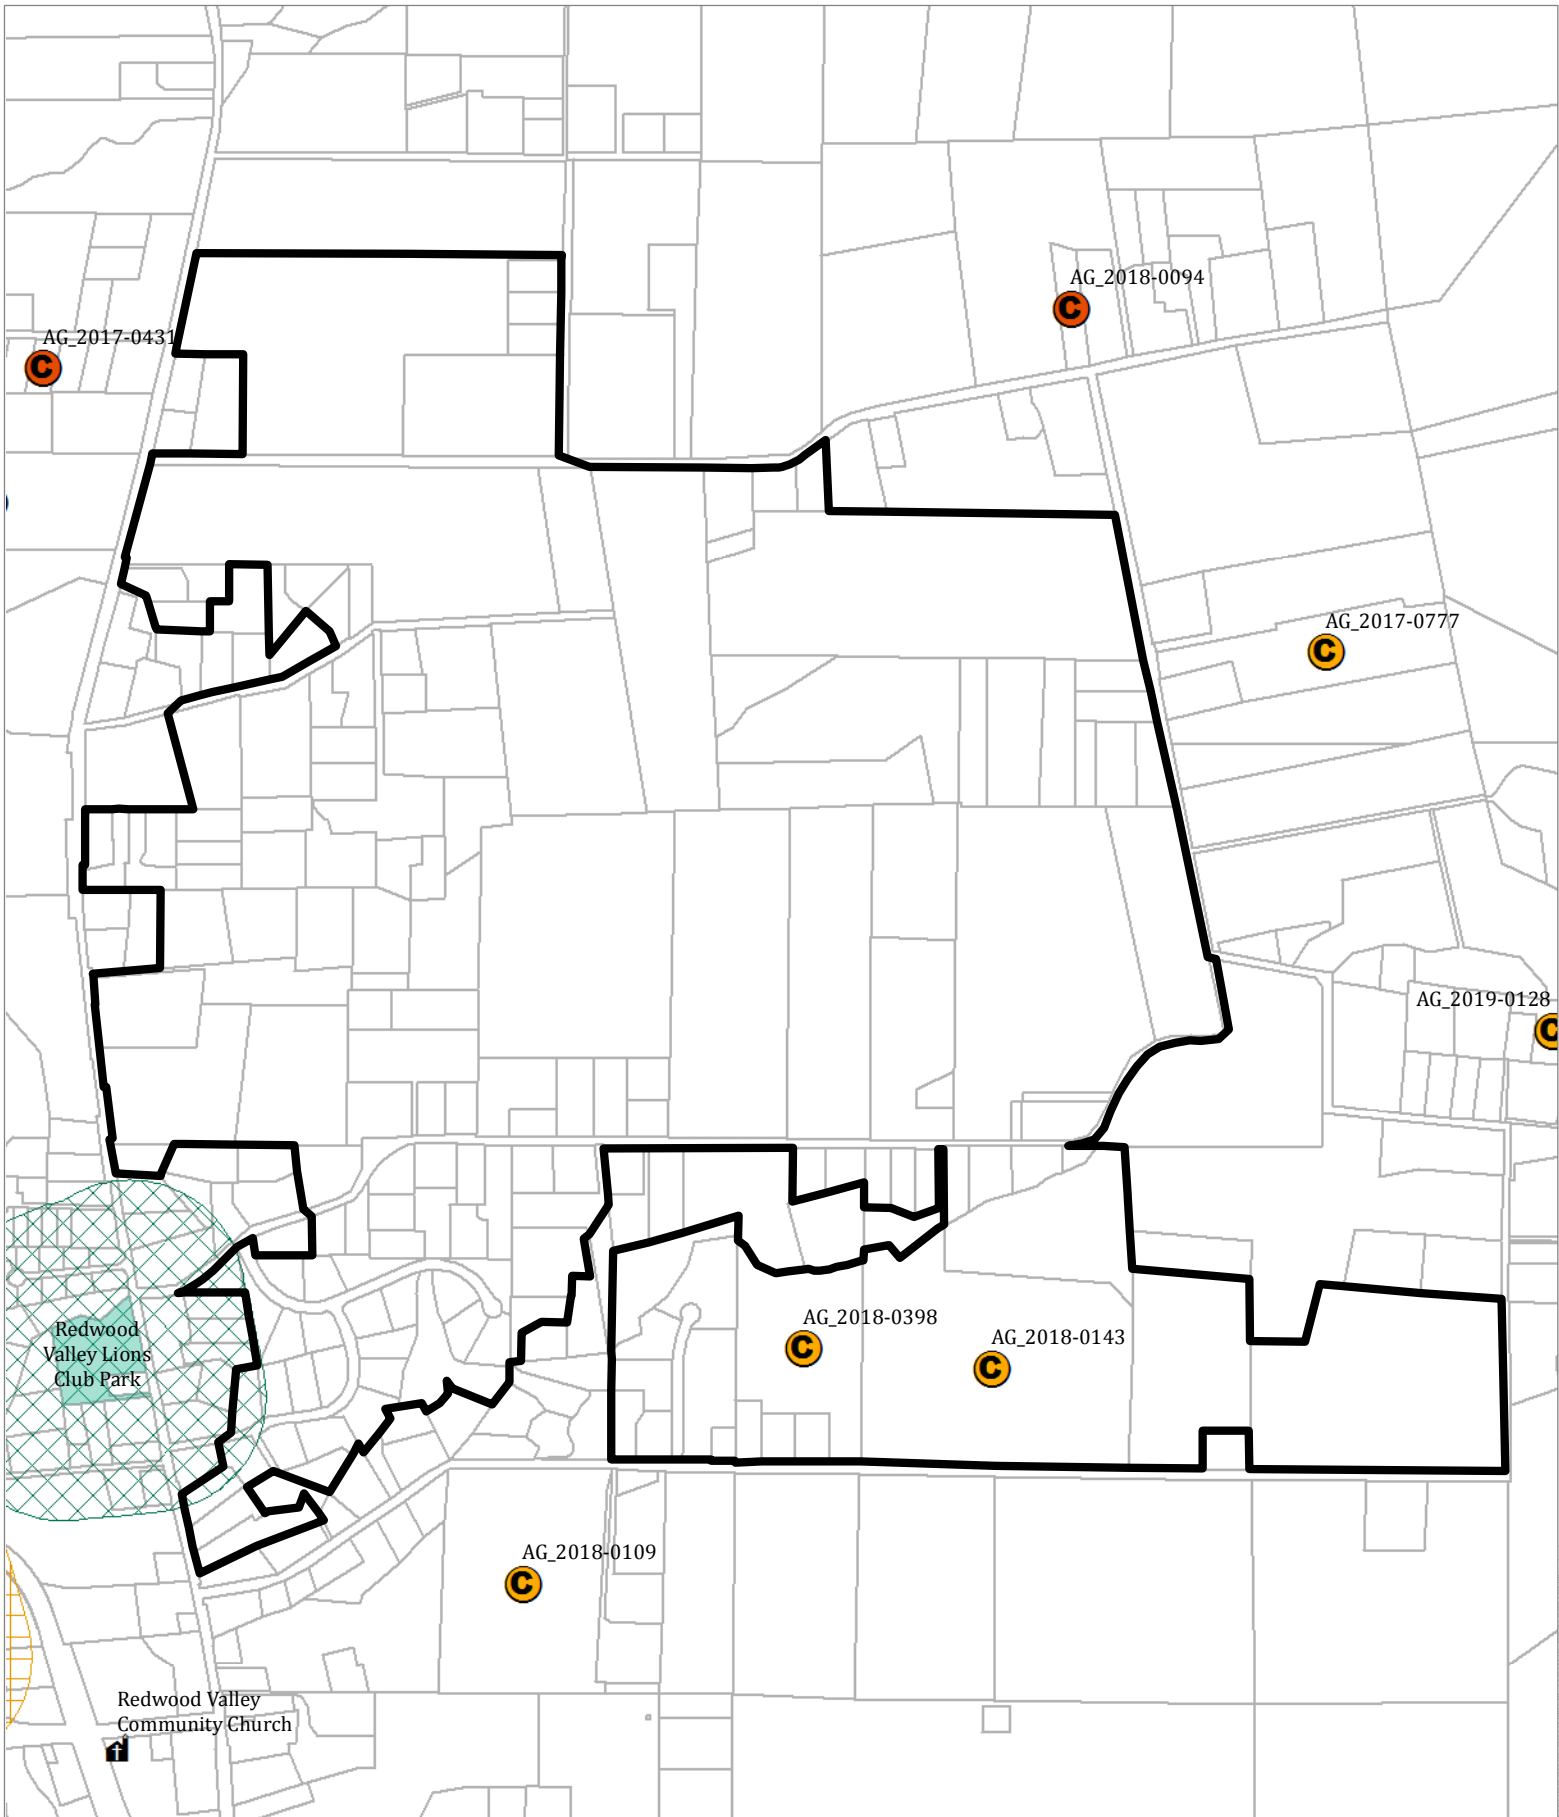 AG_2018-0094
C
AG_2017-0431
C
AG_2017-0777
C
AG_2019-0128
C
AG_2018-0398
C
AG_2018-0143
C
Redwood
Valley Lions
Club Park
AG_2018-0109
C
Redwood Valley
Community Church